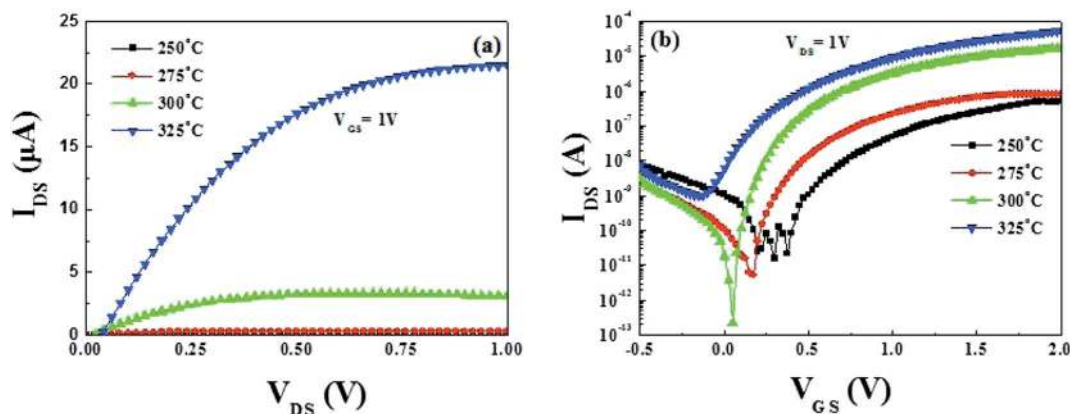 (a)
250°C
275°C
300°C
325°C
V_GS = 1V
25
20
15
10
5
0
0.00
0.25
0.50
0.75
1.00
I_DS (μA)
V_DS (V)
(b)
V_DS = 1V
250°C
275°C
300°C
325°C
10^-4
10^-5
10^-6
10^-7
10^-8
10^-9
10^-10
10^-11
10^-12
10^-13
-0.5
0.0
0.5
1.0
1.5
2.0
I_DS (A)
V_GS (V)